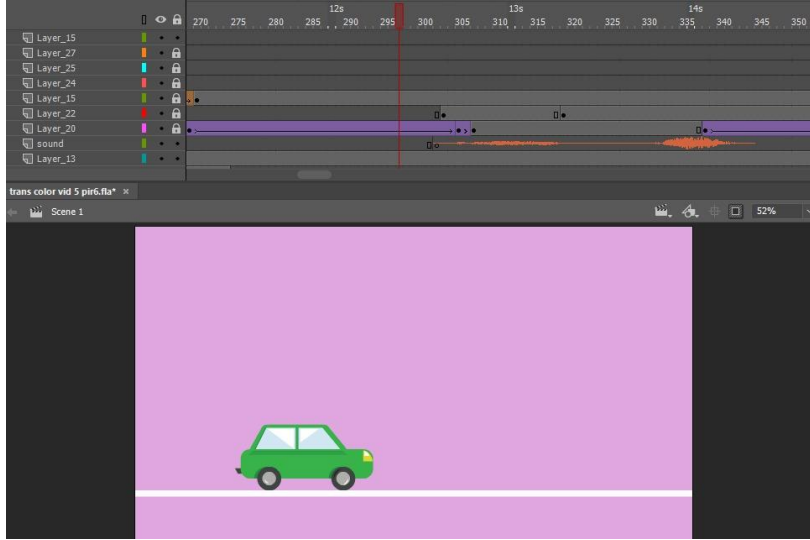 12s 13s 14s
270 275 280 285 290 295 300 305 310 315 320 325 330 335 340 345 350
Layer_15
Layer_27
Layer_25
Layer_24
Layer_15
Layer_22
Layer_20
sound
Layer_13
trans color vid 5 pir6.fla* ×
Scene 1 52%